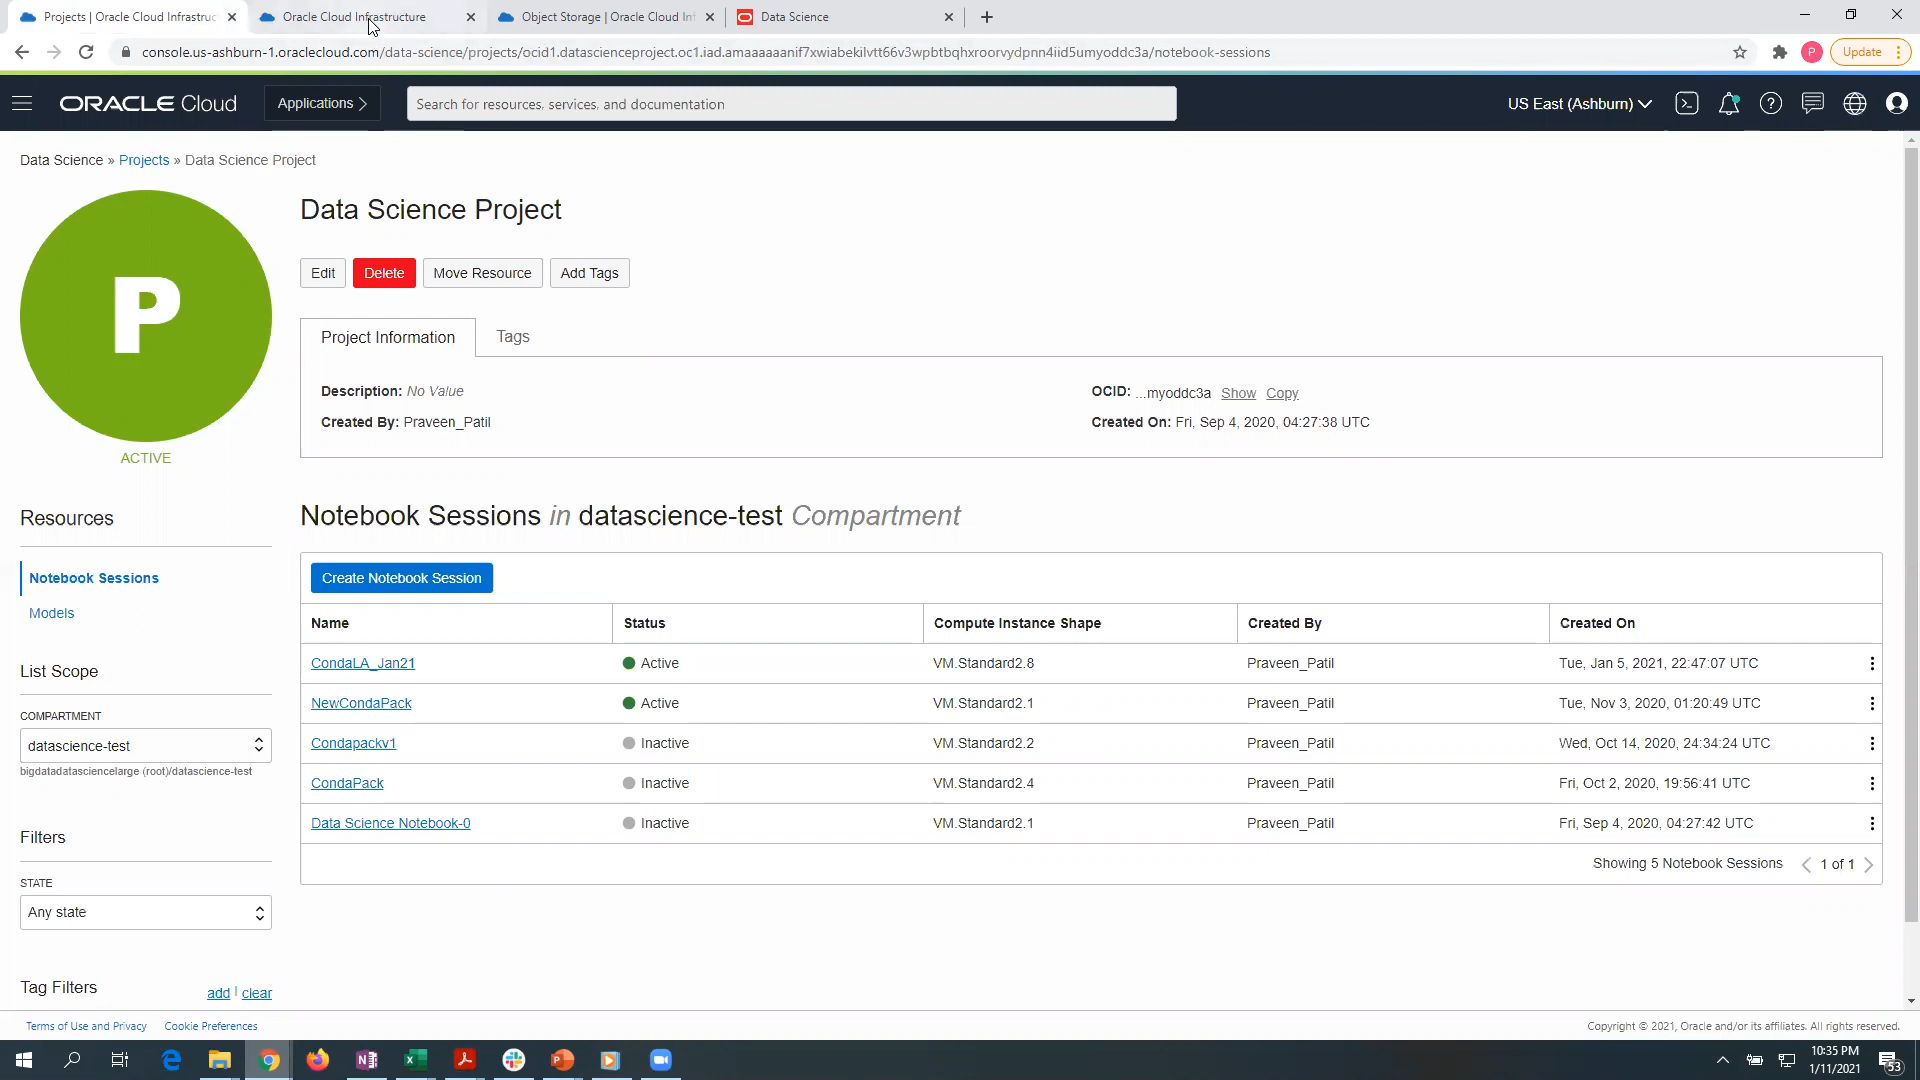 Projects | Oracle Cloud Infrastruc
Oracle Cloud Infrastructure
Object Storage | Oracle Cloud Inf
Data Science
console.us-ashburn-1.oraclecloud.com/data-science/projects/ocid1.datascienceproject.oc1.iad.amaaaaaanif7xwiabekilvtt66v3wpbtbqhxroorvydpnn4iid5umyoddc3a/notebook-sessions
P
Update
ORACLE Cloud
Applications
Search for resources, services, and documentation
US East (Ashburn)
Data Science » Projects » Data Science Project
P
ACTIVE
Data Science Project
Edit
Delete
Move Resource
Add Tags
Project Information
Tags
Description: No Value
OCID: ...myoddc3a Show Copy
Created By: Praveen_Patil
Created On: Fri, Sep 4, 2020, 04:27:38 UTC
Resources
Notebook Sessions
Models
List Scope
COMPARTMENT
datascience-test
bigdatadatasciencelarge (root)/datascience-test
Filters
STATE
Any state
Tag Filters
add | clear
Notebook Sessions in datascience-test Compartment
Create Notebook Session
Name Status Compute Instance Shape Created By Created On
CondaLA_Jan21 Active VM.Standard2.8 Praveen_Patil Tue, Jan 5, 2021, 22:47:07 UTC
NewCondaPack Active VM.Standard2.1 Praveen_Patil Tue, Nov 3, 2020, 01:20:49 UTC
Condapackv1 Inactive VM.Standard2.2 Praveen_Patil Wed, Oct 14, 2020, 24:34:24 UTC
CondaPack Inactive VM.Standard2.4 Praveen_Patil Fri, Oct 2, 2020, 19:56:41 UTC
Data Science Notebook-0 Inactive VM.Standard2.1 Praveen_Patil Fri, Sep 4, 2020, 04:27:42 UTC
Showing 5 Notebook Sessions 1 of 1
Terms of Use and Privacy
Cookie Preferences
Copyright © 2021, Oracle and/or its affiliates. All rights reserved.
10:35 PM
1/11/2021
53